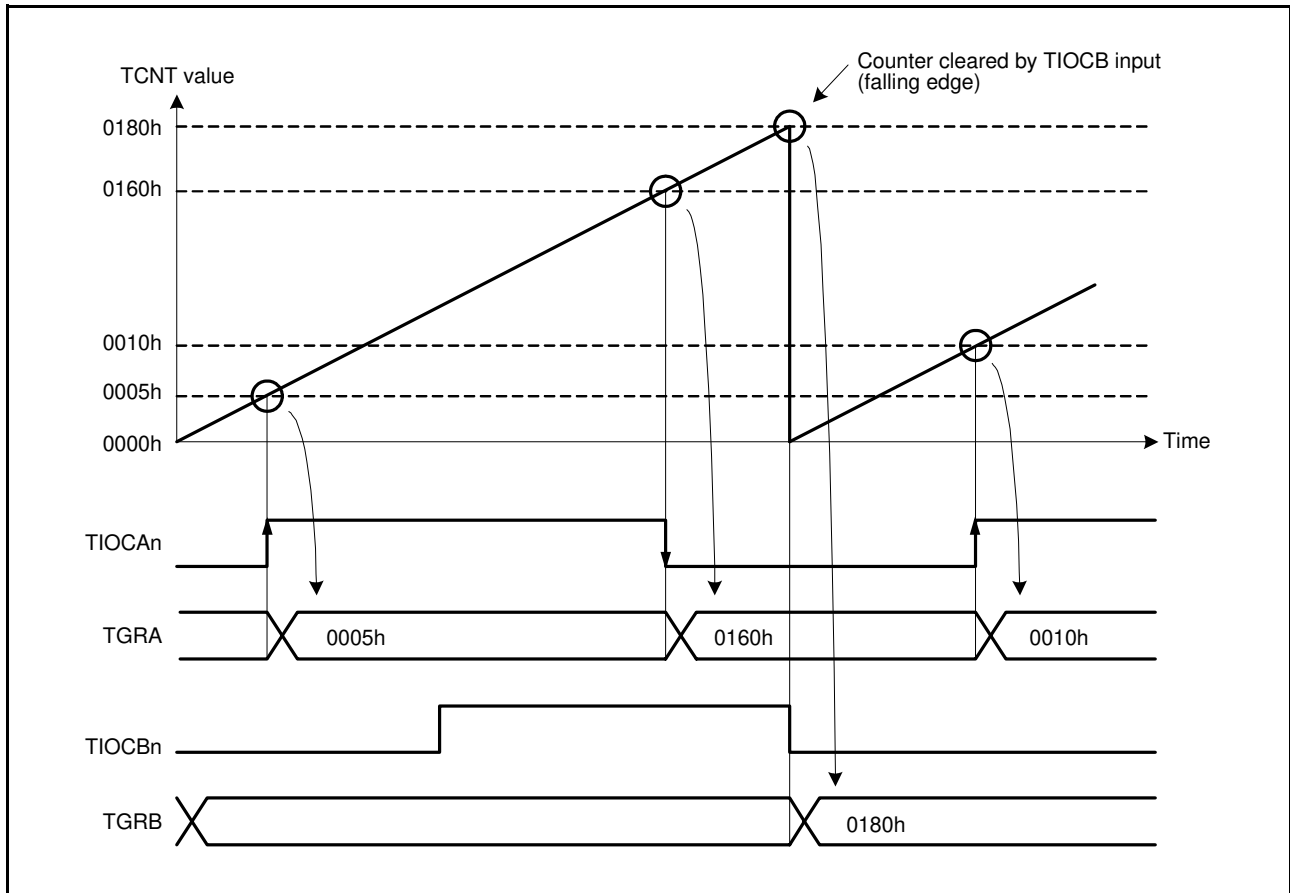 Counter cleared by TIOCB input
(falling edge)
TCNT value
0180h
0160h
0010h
0005h
0000h
Time
TIOCAn
TGRA
0005h
0160h
0010h
TIOCBn
TGRB
0180h